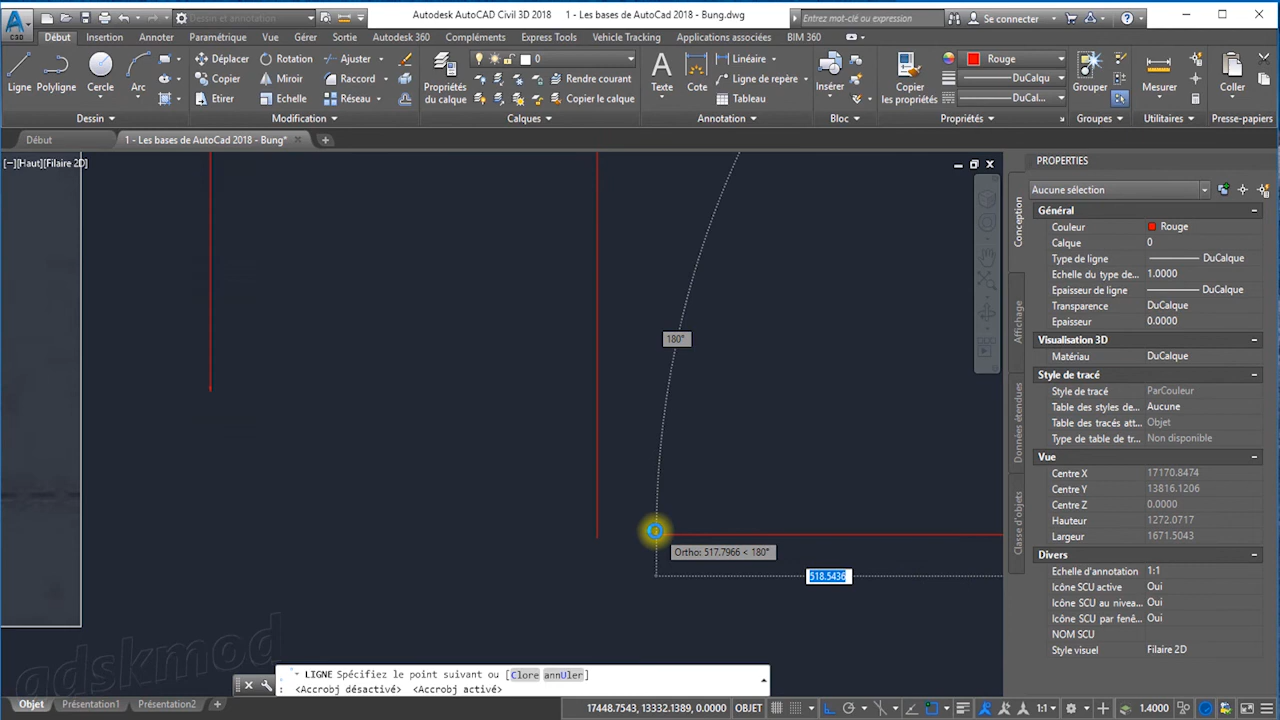 A
C3D
Dessin et annotation
Autodesk AutoCAD Civil 3D 2018 1 - Les bases de AutoCad 2018 - Bung.dwg
Entrez mot-clé ou expression
Se connecter
Début Insertion Annoter Paramétrique Vue Gérer Sortie Autodesk 360 Compléments Express Tools Vehicle Tracking Applications associées BIM 360
Ligne Polyligne Cercle Arc
Déplacer Rotation Ajuster
Copier Miroir Raccord
Etirer Echelle Réseau
Propriétés du calque
0
Rendre courant
Copier le calque
Texte Cote
Linéaire
Ligne de repère
Tableau
Insérer
Copier les propriétés
Rouge
DuCalqu
DuCal...
Grouper
Mesurer
Coller
Dessin Modification Calques Annotation Bloc Propriétés Groupes Utilitaires Presse-papiers
Début 1 - Les bases de AutoCad 2018 - Bung*
[−][Haut][Filaire 2D]
180°
Ortho: 517.7966 < 180°
518.5436
PROPERTIES
Aucune sélection
Conception
Affichage
Données étendues
Classe d'objets
Général
Couleur Rouge
Calque 0
Type de ligne DuCalque
Echelle du type de... 1.0000
Epaisseur de ligne DuCalque
Transparence DuCalque
Epaisseur 0.0000
Visualisation 3D
Matériau DuCalque
Style de tracé
Style de tracé ParCouleur
Table des styles de... Aucune
Table des tracés att... Objet
Type de table de tr... Non disponible
Vue
Centre X 17170.8474
Centre Y 13816.1206
Centre Z 0.0000
Hauteur 1272.0717
Largeur 1671.5043
Divers
Echelle d'annotation 1:1
Icône SCU active Oui
Icône SCU au nivea... Oui
Icône SCU par fenê... Oui
NOM SCU
Style visuel Filaire 2D
adskmod
LIGNE Spécifiez le point suivant ou [Clore annUler]
: <Accrobj désactivé> <Accrobj activé>
Objet Présentation1 Présentation2
17448.7543, 13332.1389, 0.0000 OBJET 1:1 1.4000